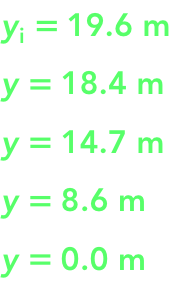 yᵢ = 19.6 m
y = 18.4 m
y = 14.7 m
y = 8.6 m
y = 0.0 m